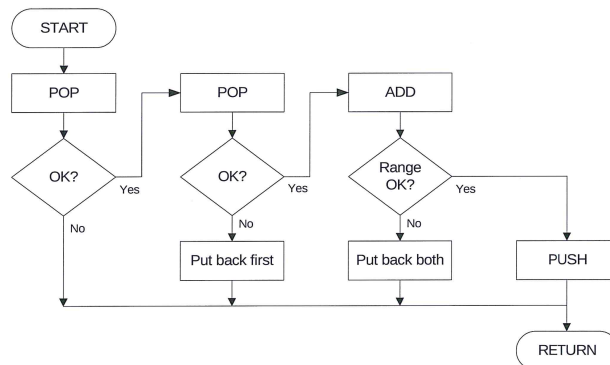 START
POP
POP
ADD
OK?
Yes
OK?
Yes
Range
OK?
Yes
No
No
No
Put back first
Put back both
PUSH
RETURN